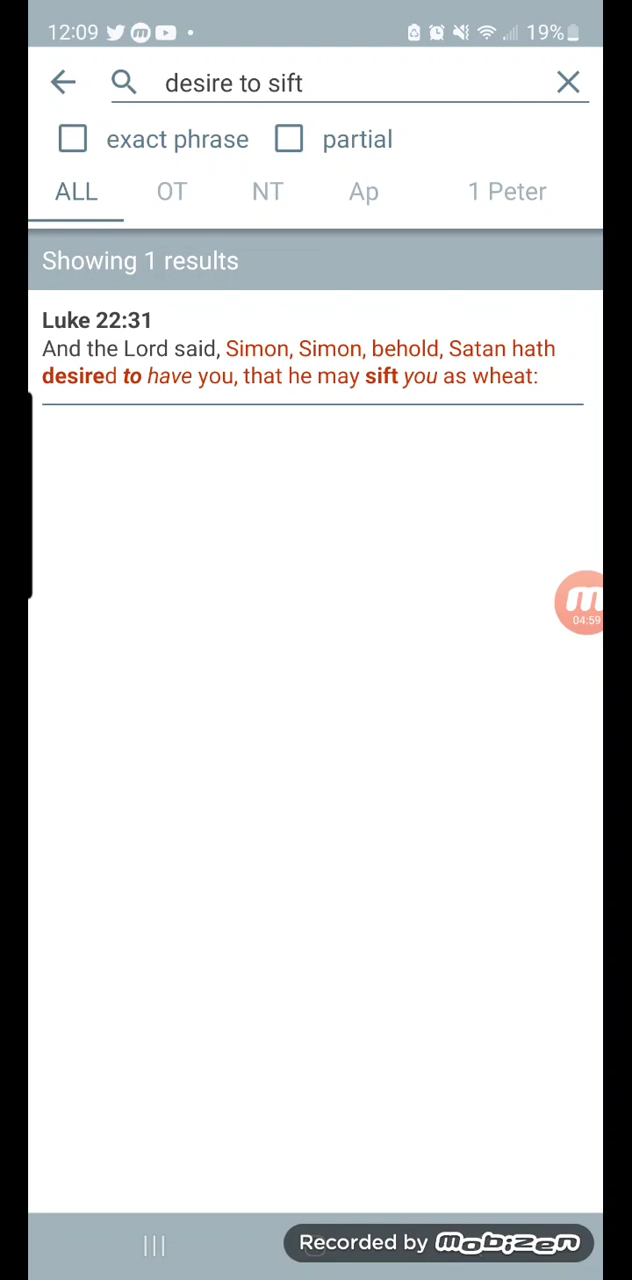 12:09 19%
desire to sift
exact phrase partial
ALL OT NT Ap 1 Peter
Showing 1 results
Luke 22:31
And the Lord said, Simon, Simon, behold, Satan hath
desired to have you, that he may sift you as wheat:
m
04:59
Recorded by mobizen